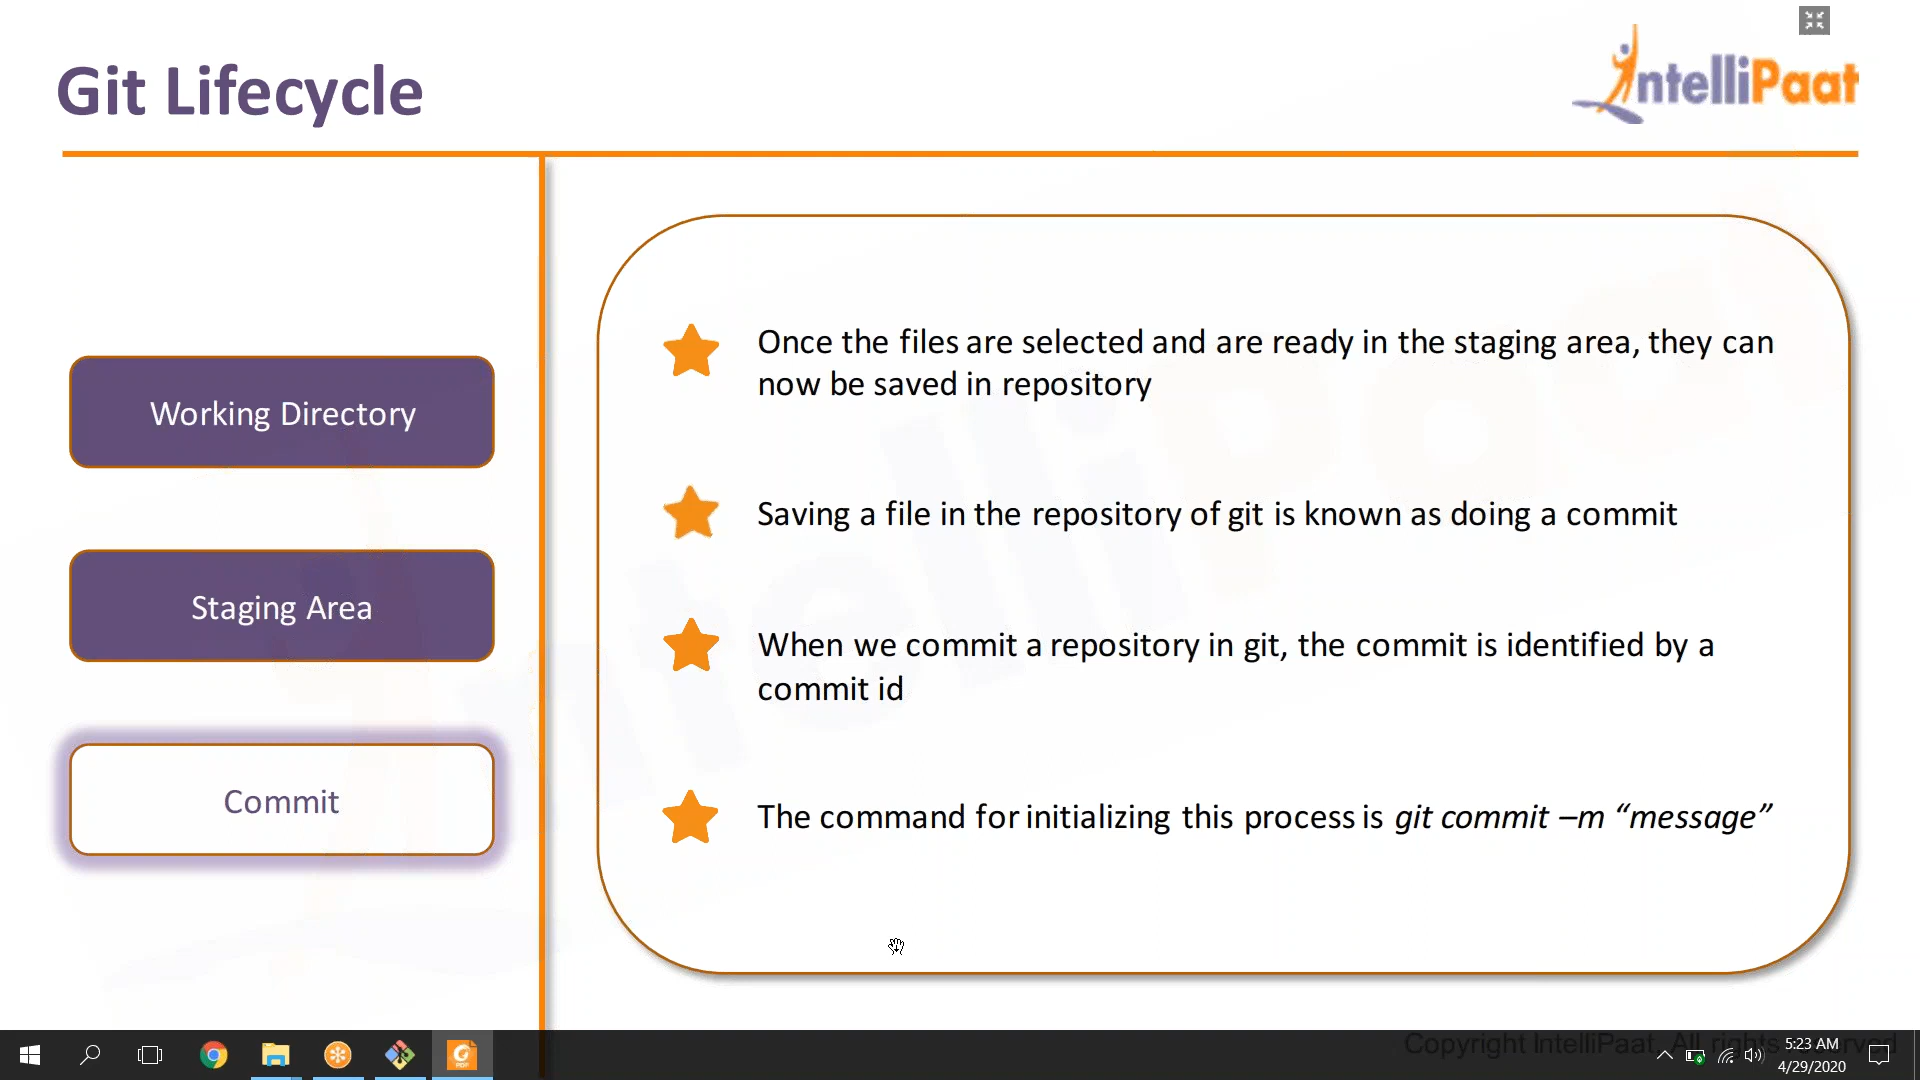 Git Lifecycle
IntelliPaat
Working Directory
Staging Area
Commit
Once the files are selected and are ready in the staging area, they can
now be saved in repository
Saving a file in the repository of git is known as doing a commit
When we commit a repository in git, the commit is identified by a
commit id
The command for initializing this process is git commit –m “message”
Copyright IntelliPaat, All rights reserved
5:23 AM
4/29/2020